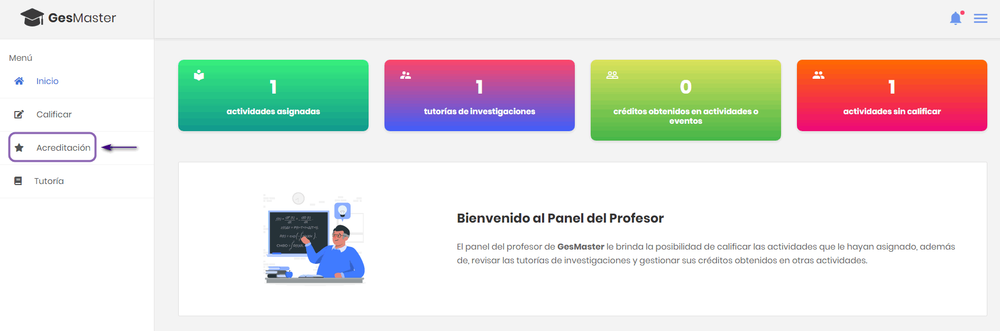 GesMaster
Menú
Inicio
Calificar
Acreditación
Tutoría
1
actividades asignadas
1
tutorías de investigaciones
0
créditos obtenidos en actividades o
eventos
1
actividades sin calificar
Bienvenido al Panel del Profesor
El panel del profesor de GesMaster le brinda la posibilidad de calificar las actividades que le hayan asignado, además
de, revisar las tutorías de investigaciones y gestionar sus créditos obtenidos en otras actividades.